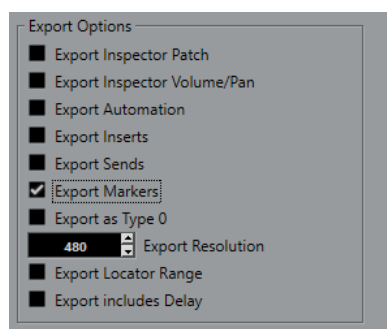 Export Options
Export Inspector Patch
Export Inspector Volume/Pan
Export Automation
Export Inserts
Export Sends
Export Markers
Export as Type 0
480 Export Resolution
Export Locator Range
Export includes Delay